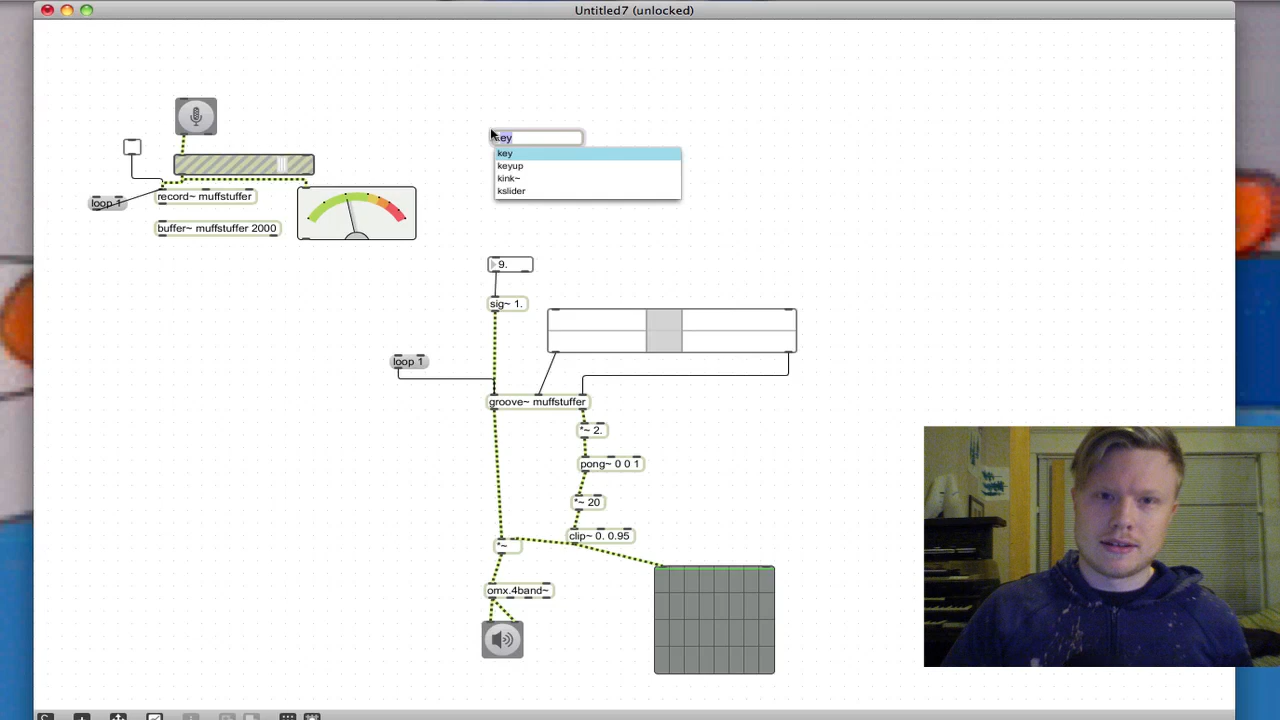 Untitled7 (unlocked)
key
key
keyup
kink~
kslider
loop 1
record~ muffstuffer
buffer~ muffstuffer 2000
9.
sig~ 1.
loop 1
groove~ muffstuffer
*~ 2.
pong~ 0 0 1
*~ 20
clip~ 0. 0.95
*~
omx.4band~